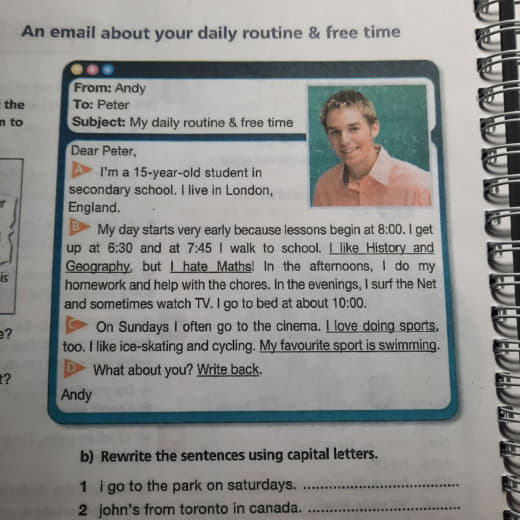 An email about your daily routine & free time
the
n to
From: Andy
To: Peter
Subject: My daily routine & free time
Dear Peter,
A I'm a 15-year-old student in
secondary school. I live in London,
England.
B My day starts very early because lessons begin at 8:00. I get
up at 6:30 and at 7:45 I walk to school. I like History and
Geography, but I hate Maths! In the afternoons, I do my
homework and help with the chores. In the evenings, I surf the Net
and sometimes watch TV. I go to bed at about 10:00.
C On Sundays I often go to the cinema. I love doing sports,
too. I like ice-skating and cycling. My favourite sport is swimming.
D What about you? Write back.
Andy
is
e?
t?
b) Rewrite the sentences using capital letters.
1 i go to the park on saturdays. ................................
2 john's from toronto in canada. ................................